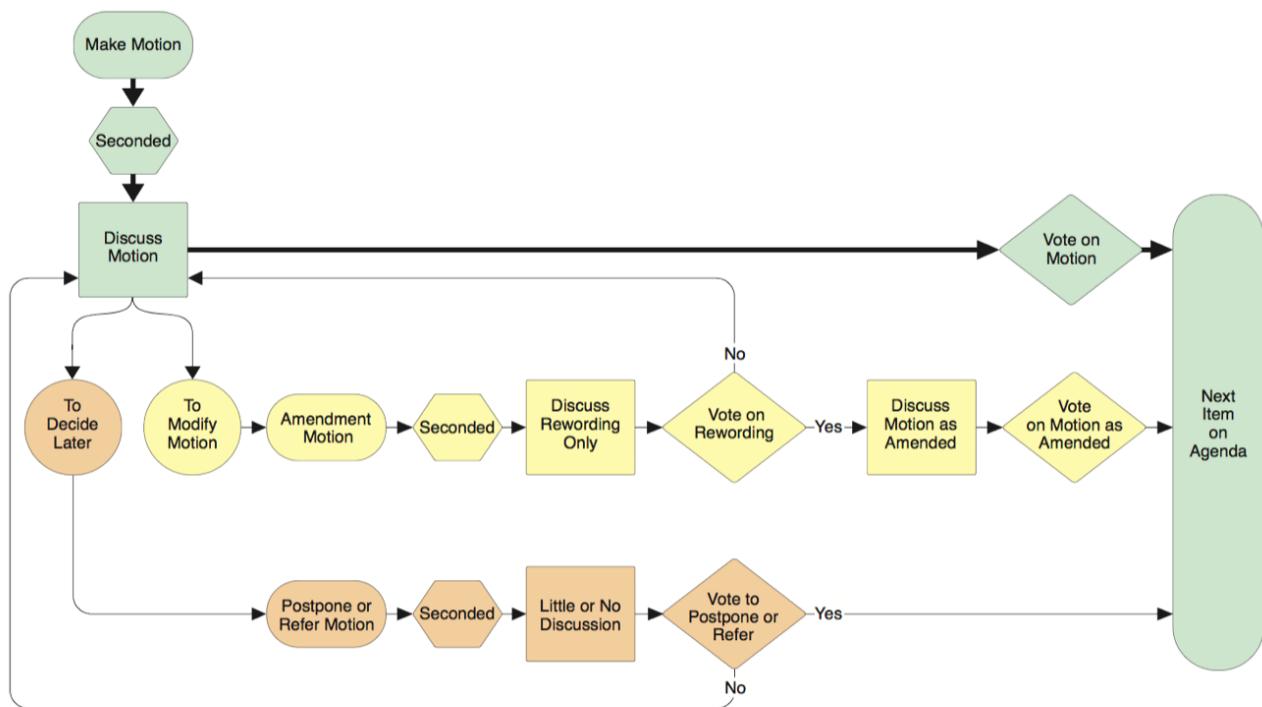 Make Motion
Seconded
Discuss
Motion
Vote on
Motion
No
To
Decide
Later
To
Modify
Motion
Amendment
Motion
Seconded
Discuss
Rewording
Only
Vote on
Rewording
Yes
Discuss
Motion as
Amended
Vote
on Motion as
Amended
Next
Item
on
Agenda
Postpone or
Refer Motion
Seconded
Little or No
Discussion
Vote to
Postpone or
Refer
Yes
No